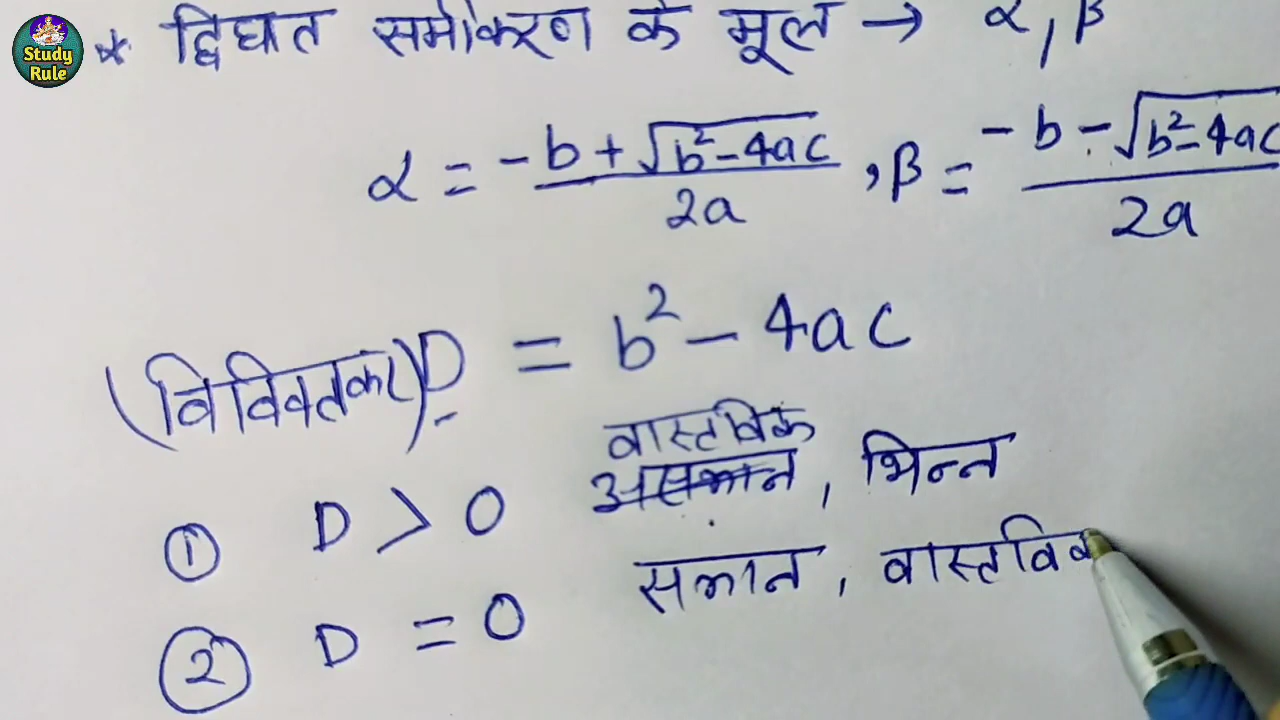 Study
Rule
* द्विघात समीकरण के मूल → α, β
α = -b + √b² - 4ac / 2a , β = -b - √b² - 4ac / 2a
(विविक्तकर) D = b² - 4ac
वास्तविक
① D > 0 असमान, भिन्न
② D = 0 समान, वास्तविक